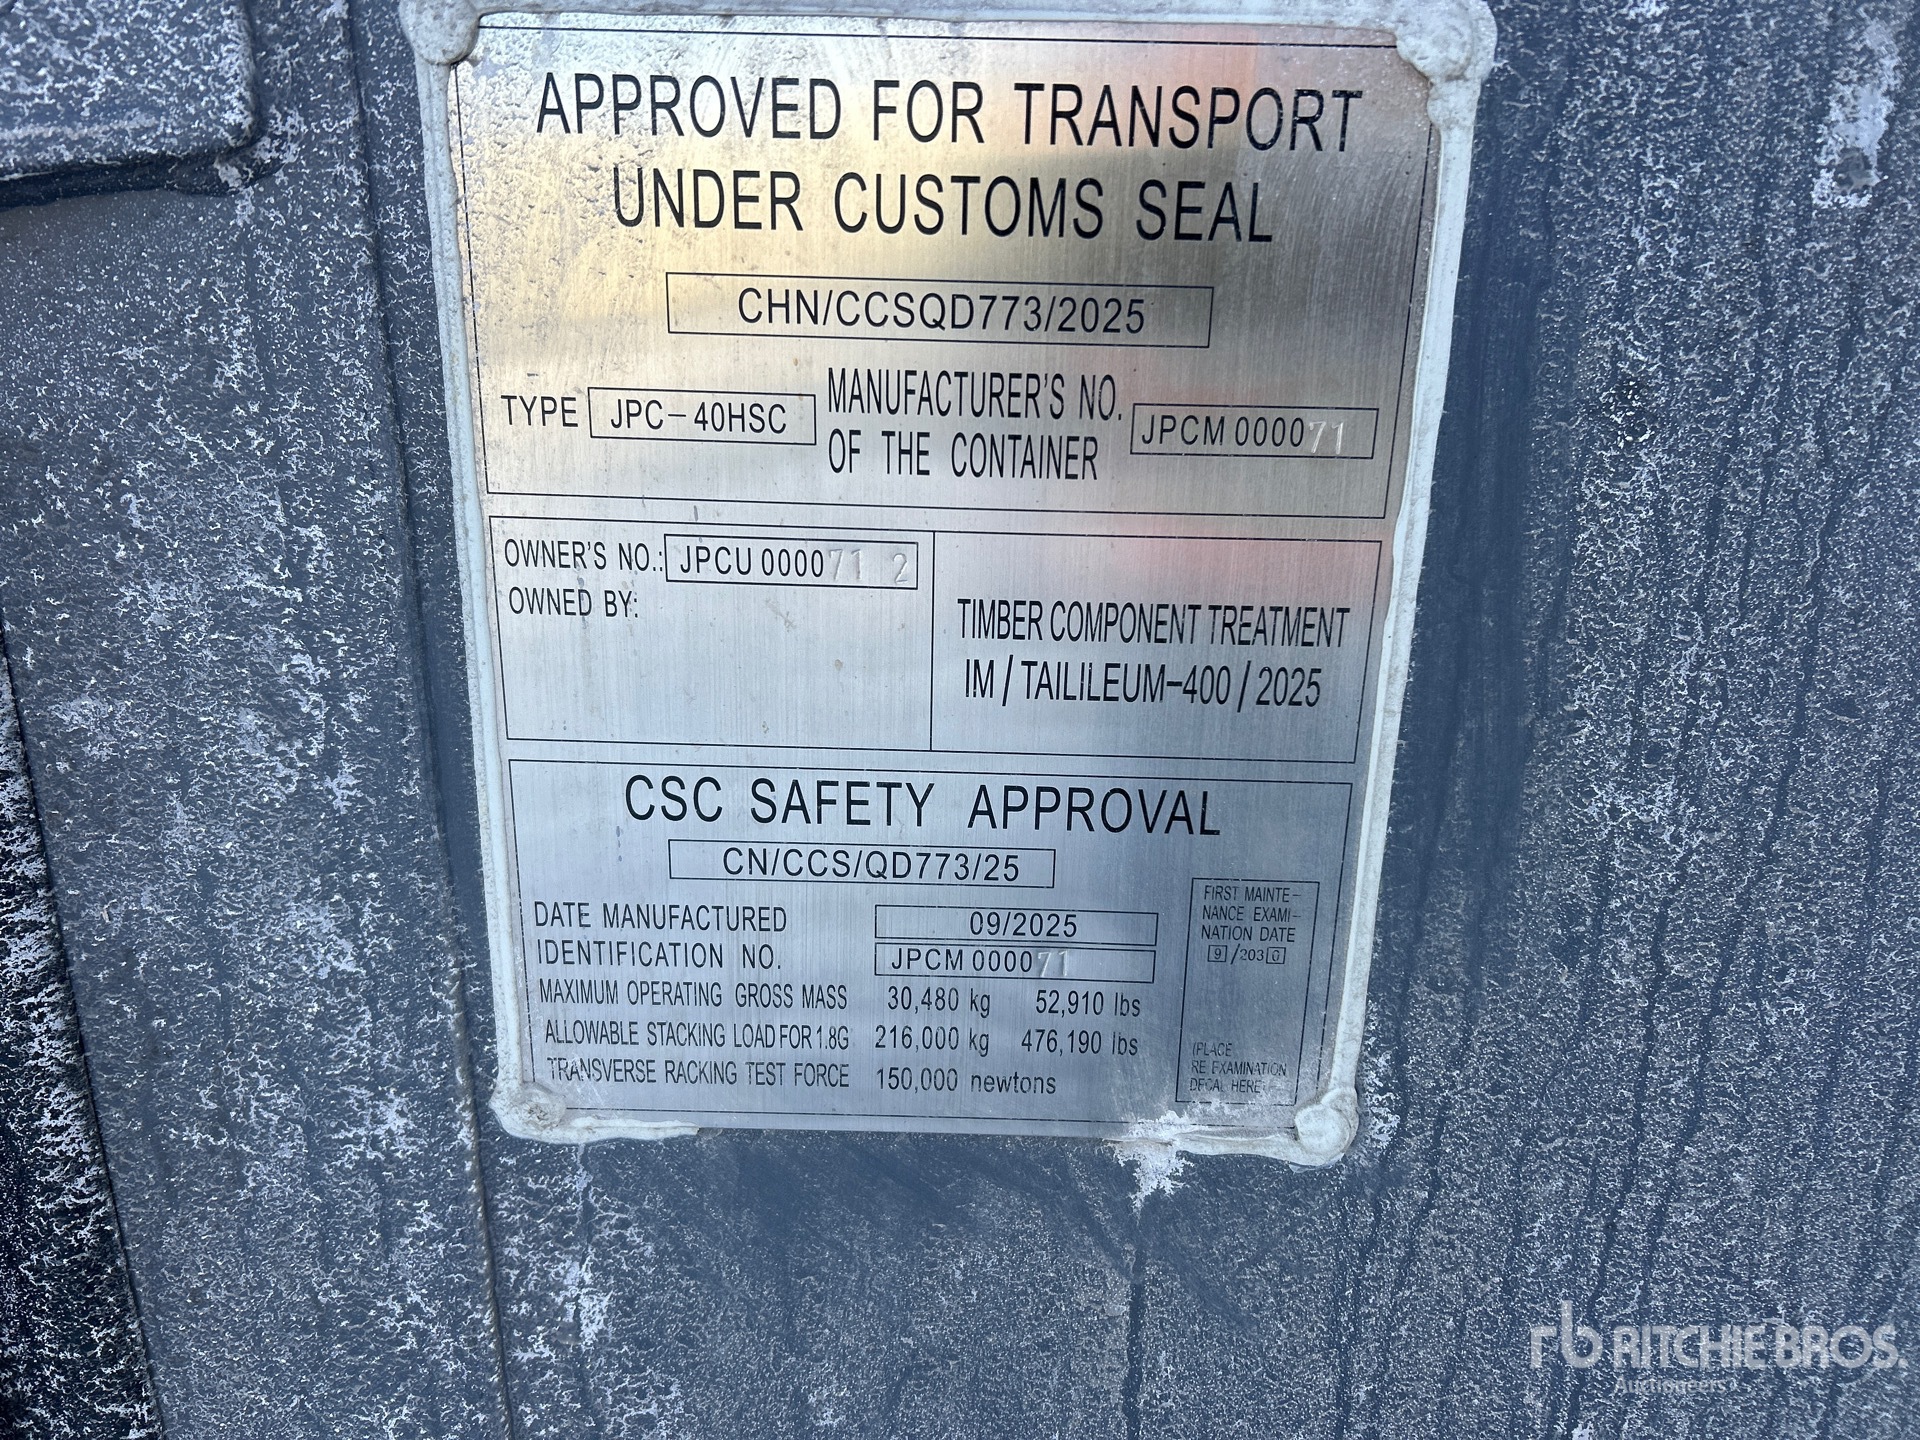 APPROVED FOR TRANSPORT
UNDER CUSTOMS SEAL
CHN/CCSQD773/2025
TYPE JPC-40HSC MANUFACTURER'S NO. OF THE CONTAINER JPCM 000071
OWNER'S NO.: JPCU 000071 2
OWNED BY:
TIMBER COMPONENT TREATMENT
IM/TAILILEUM-400/2025
CSC SAFETY APPROVAL
CN/CCS/QD773/25
DATE MANUFACTURED 09/2025
IDENTIFICATION NO. JPCM 000071
MAXIMUM OPERATING GROSS MASS 30,480 kg 52,910 lbs
ALLOWABLE STACKING LOAD FOR 1.8G 216,000 kg 476,190 lbs
TRANSVERSE RACKING TEST FORCE 150,000 newtons
FIRST MAINTE-
NANCE EXAMI-
NATION DATE
9/2030
(PLACE
RE EXAMINATION
DECAL HERE)
rb RITCHIE BROS.
Auctioneers